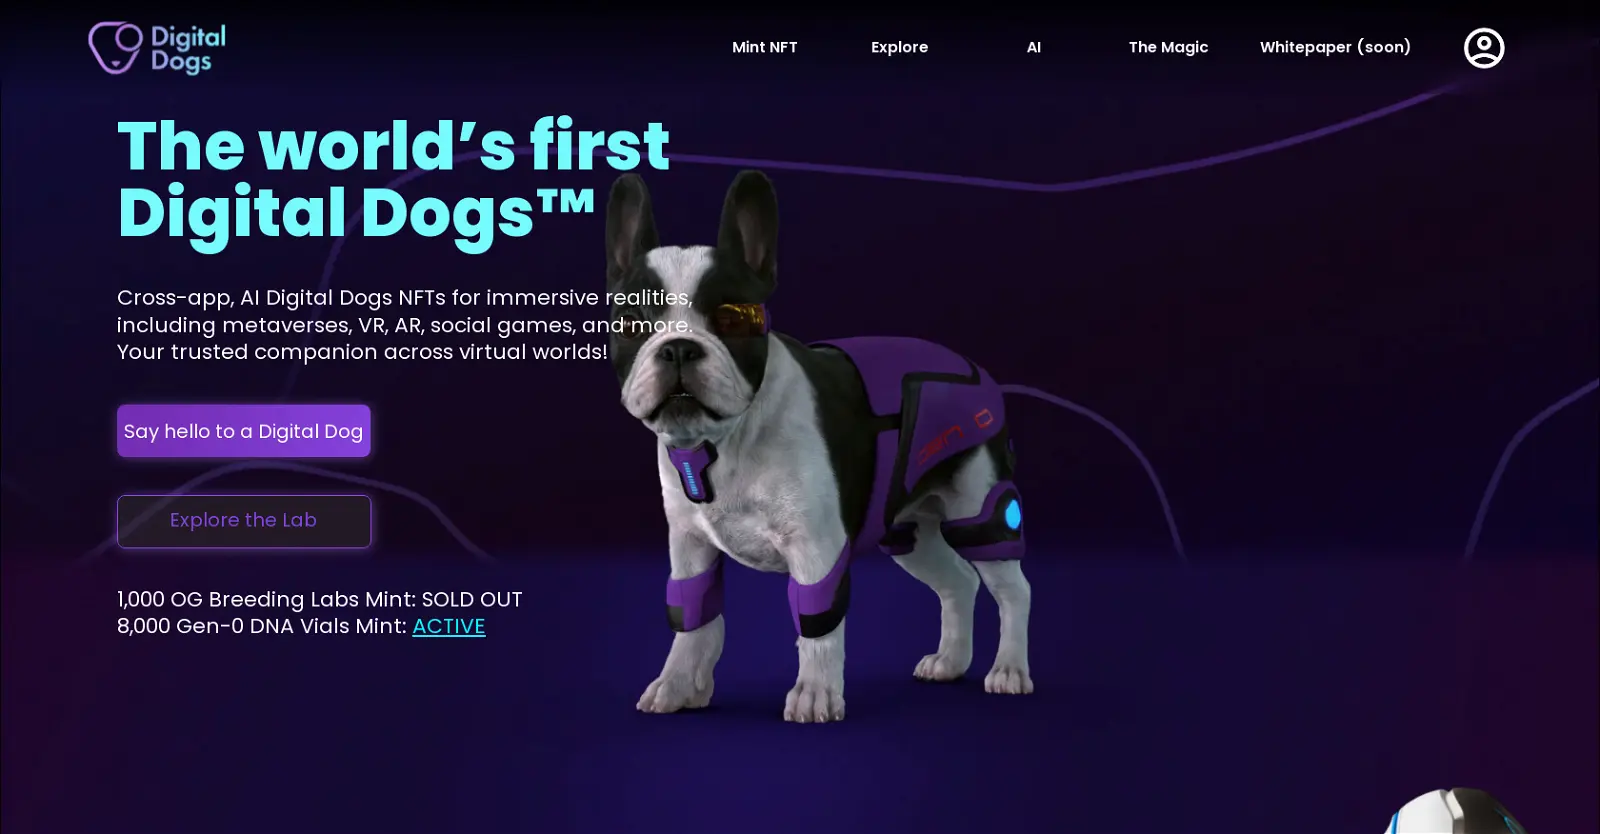 Digital
Dogs
Mint NFT
Explore
AI
The Magic
Whitepaper (soon)
The world’s first
Digital Dogs™
Cross-app, AI Digital Dogs NFTs for immersive realities,
including metaverses, VR, AR, social games, and more.
Your trusted companion across virtual worlds!
Say hello to a Digital Dog
Explore the Lab
1,000 OG Breeding Labs Mint: SOLD OUT
8,000 Gen-0 DNA Vials Mint: ACTIVE